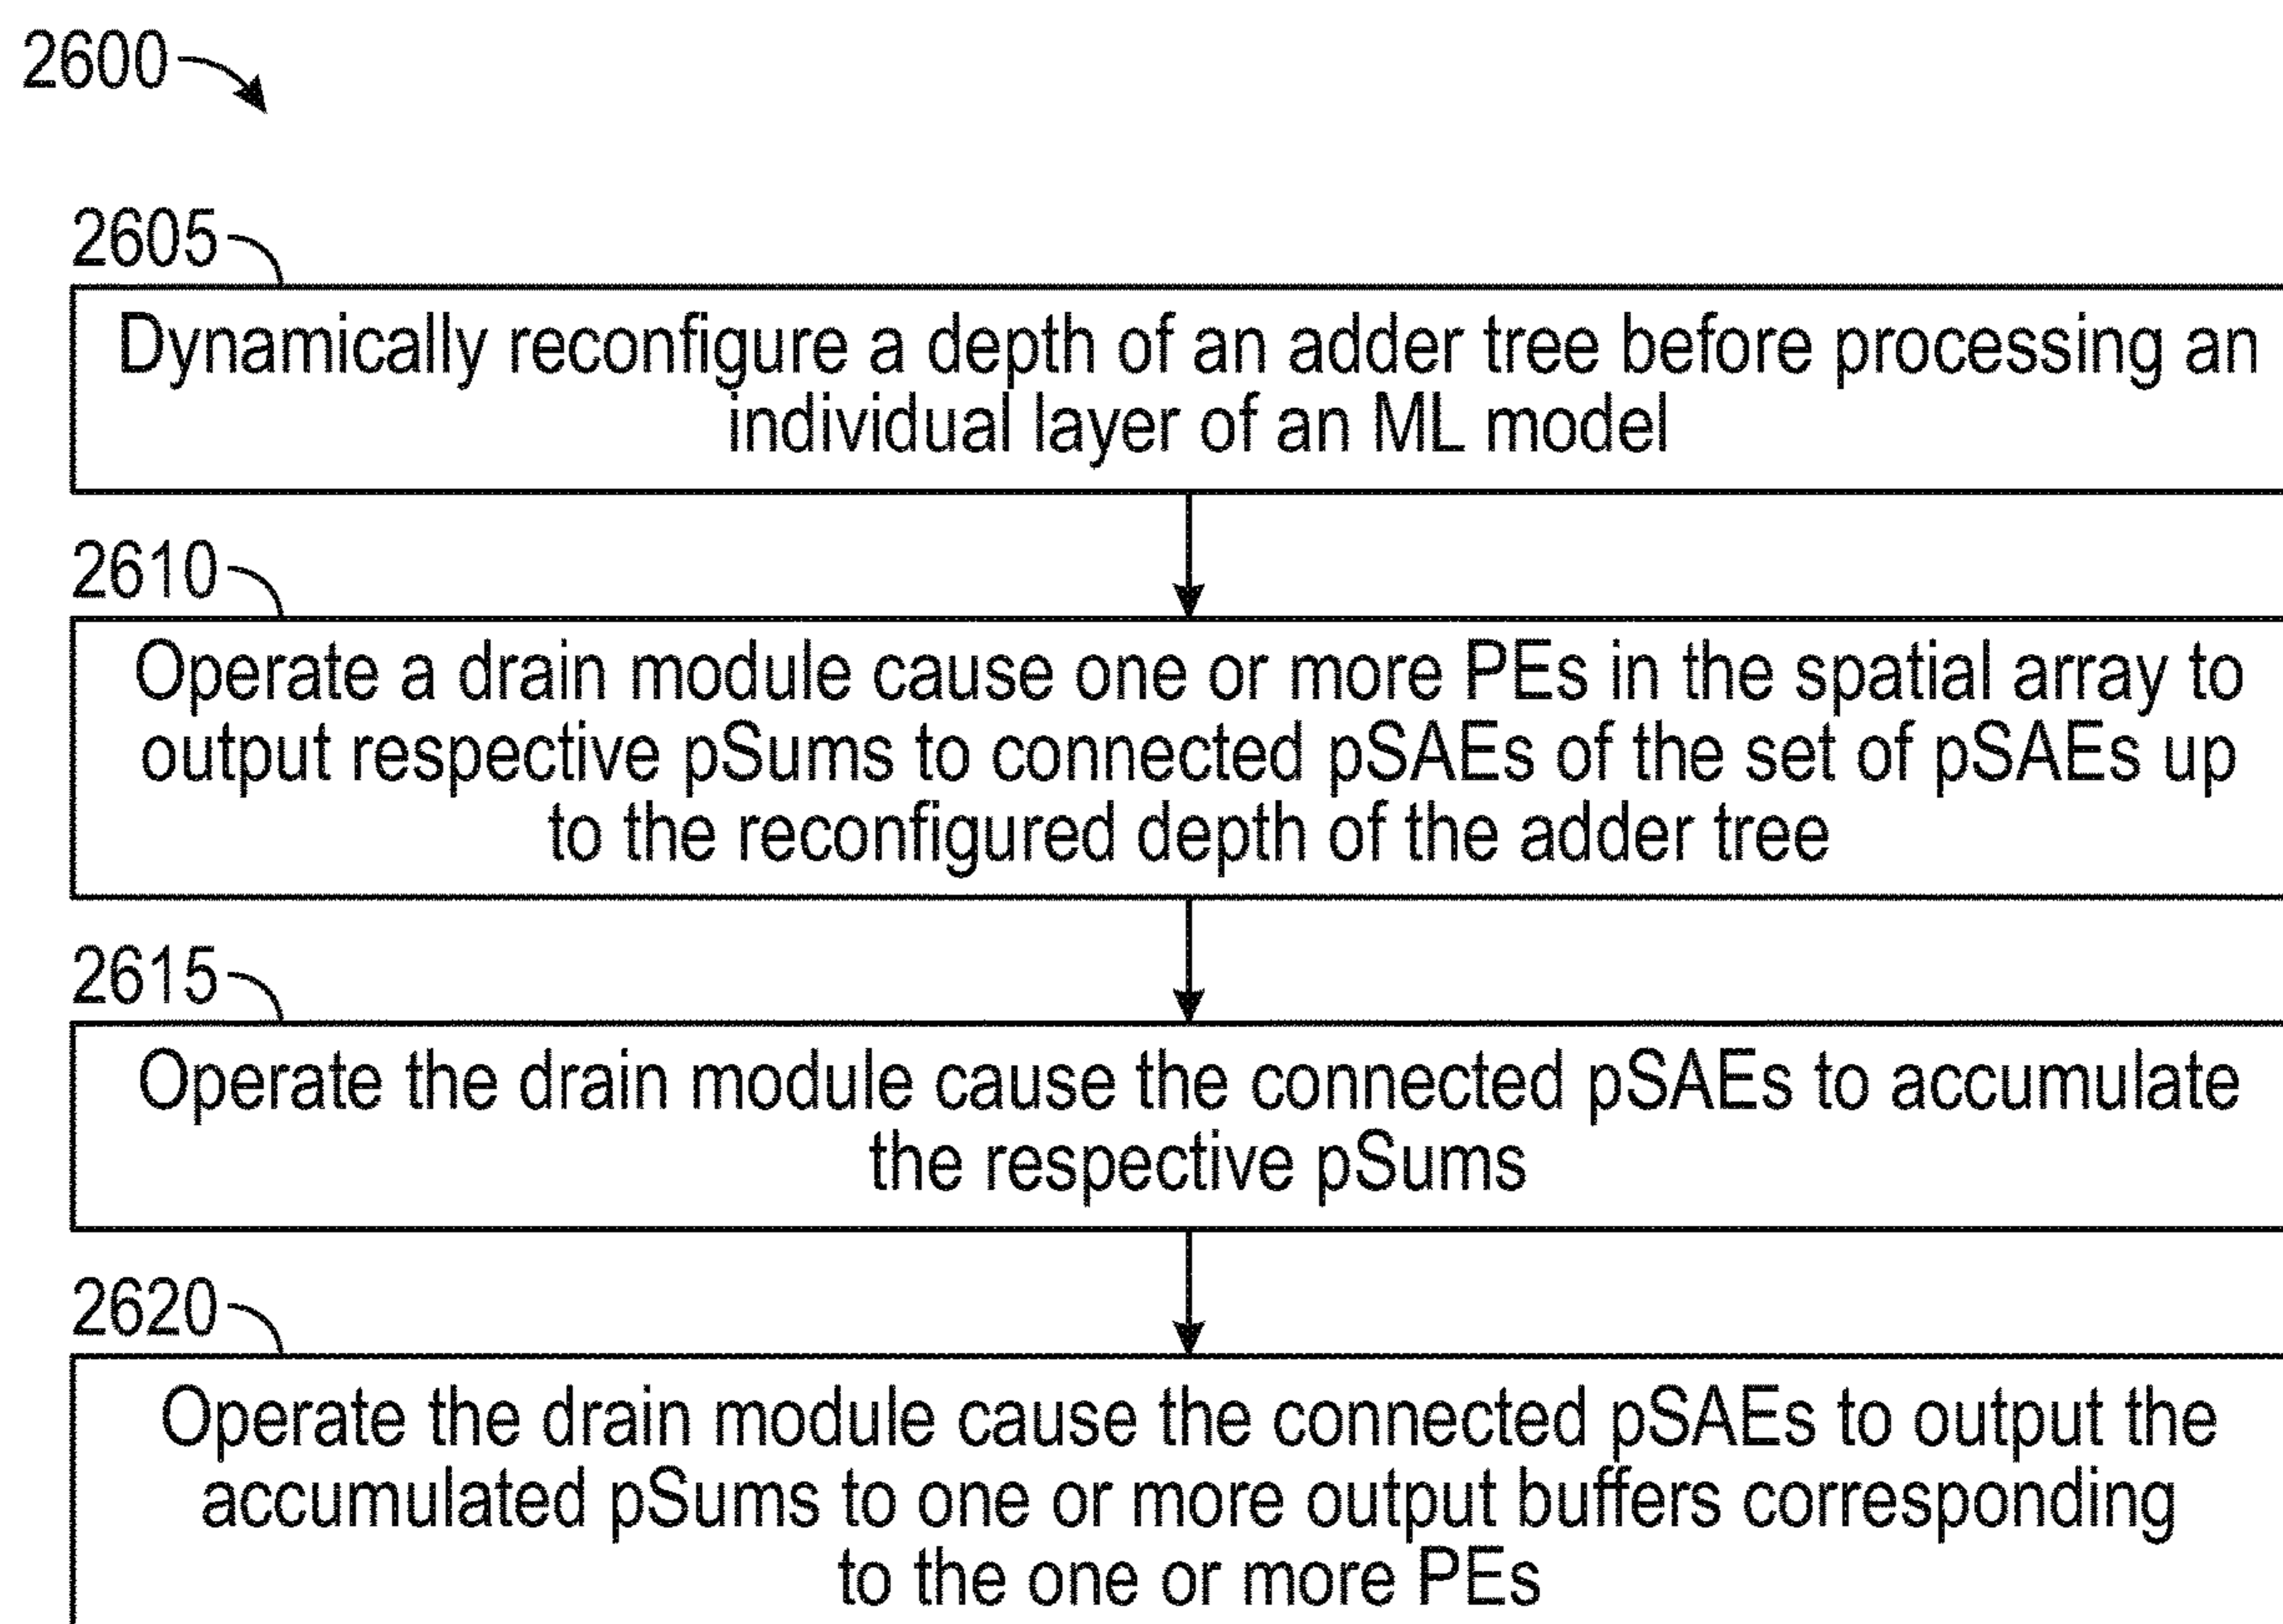 2600
2605
Dynamically reconfigure a depth of an adder tree before processing an
individual layer of an ML model
2610
Operate a drain module cause one or more PEs in the spatial array to
output respective pSums to connected pSAEs of the set of pSAEs up
to the reconfigured depth of the adder tree
2615
Operate the drain module cause the connected pSAEs to accumulate
the respective pSums
2620
Operate the drain module cause the connected pSAEs to output the
accumulated pSums to one or more output buffers corresponding
to the one or more PEs